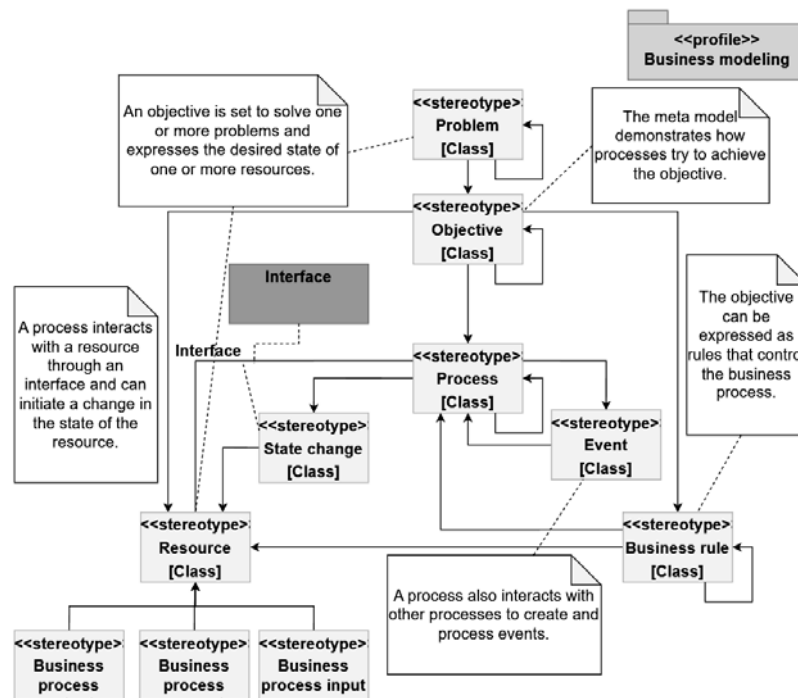 <<profile>>
Business modeling
An objective is set to solve one
or more problems and
expresses the desired state of
one or more resources.
<<stereotype>
Problem
[Class]
The meta model
demonstrates how
processes try to achieve
the objective.
<<stereotype>
Objective
[Class]
Interface
A process interacts
with a resource
through an
interface and can
initiate a change in
the state of the
resource.
Interface
<<stereotype>
Process
[Class]
The objective
can be
expressed as
rules that contro
the business
process.
<<stereotype>
State change
[Class]
<<stereotype>
Event
[Class]
<<stereotype>
Resource
[Class]
<<stereotype>
Business rule
[Class]
A process also interacts with
other processes to create and
process events.
<<stereotype>
Business
process
<<stereotype>
Business
process
<<stereotype>
Business
process input